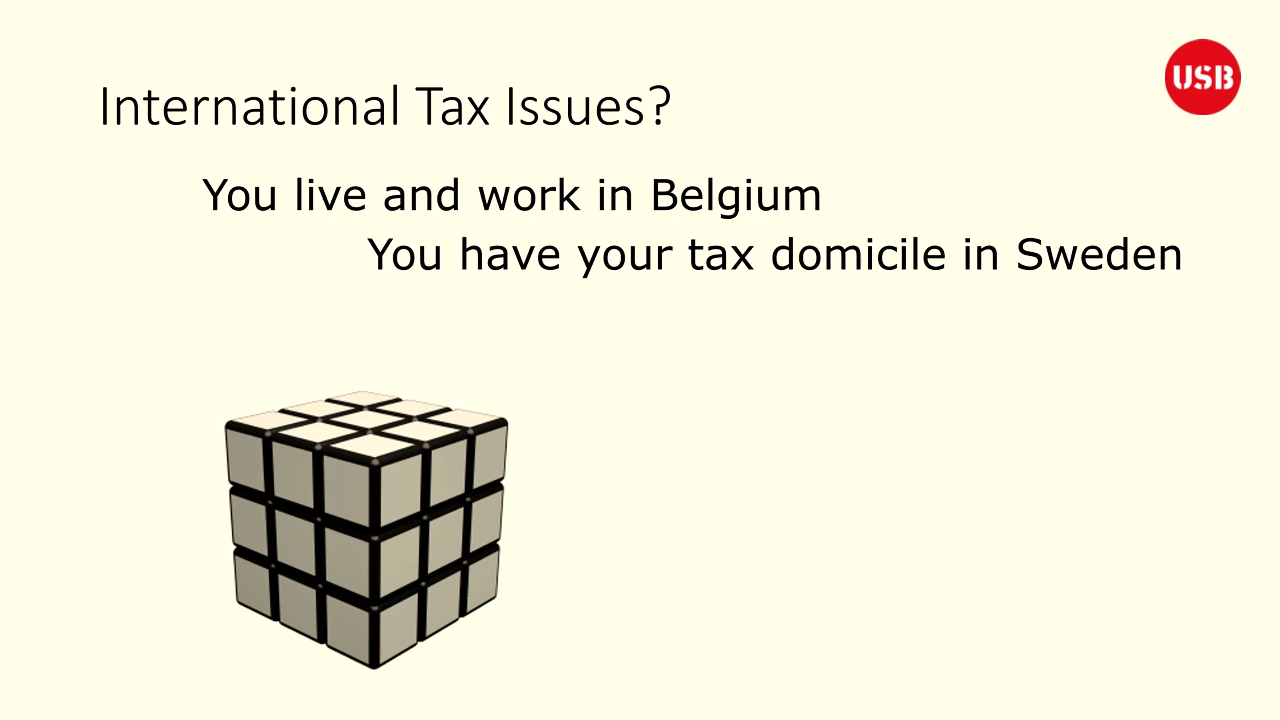 USB
International Tax Issues?
You live and work in Belgium
You have your tax domicile in Sweden